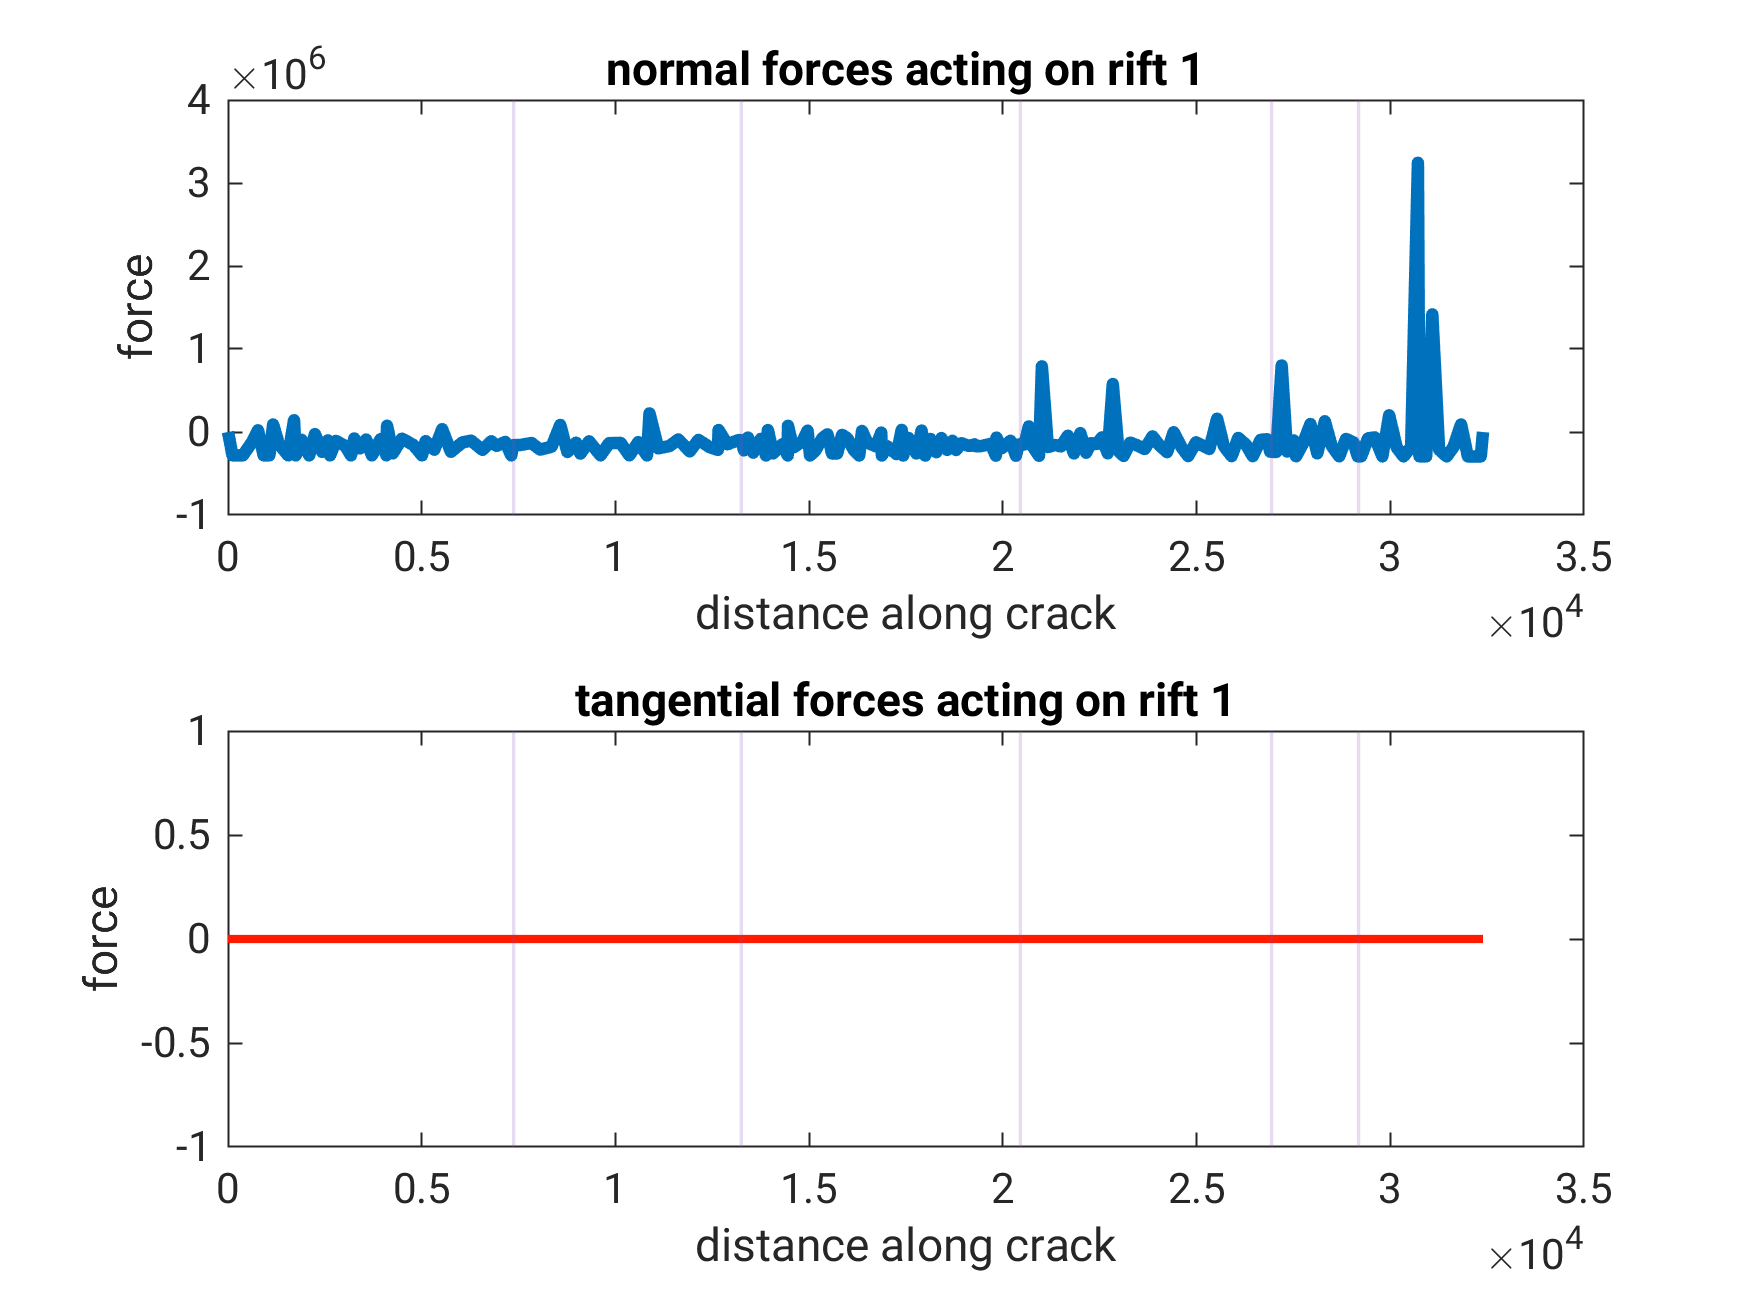 ×10^6
normal forces acting on rift 1
4
3
2
1
0
-1
force
0 0.5 1 1.5 2 2.5 3 3.5
distance along crack
×10^4
tangential forces acting on rift 1
1
0.5
0
-0.5
-1
force
0 0.5 1 1.5 2 2.5 3 3.5
distance along crack
×10^4